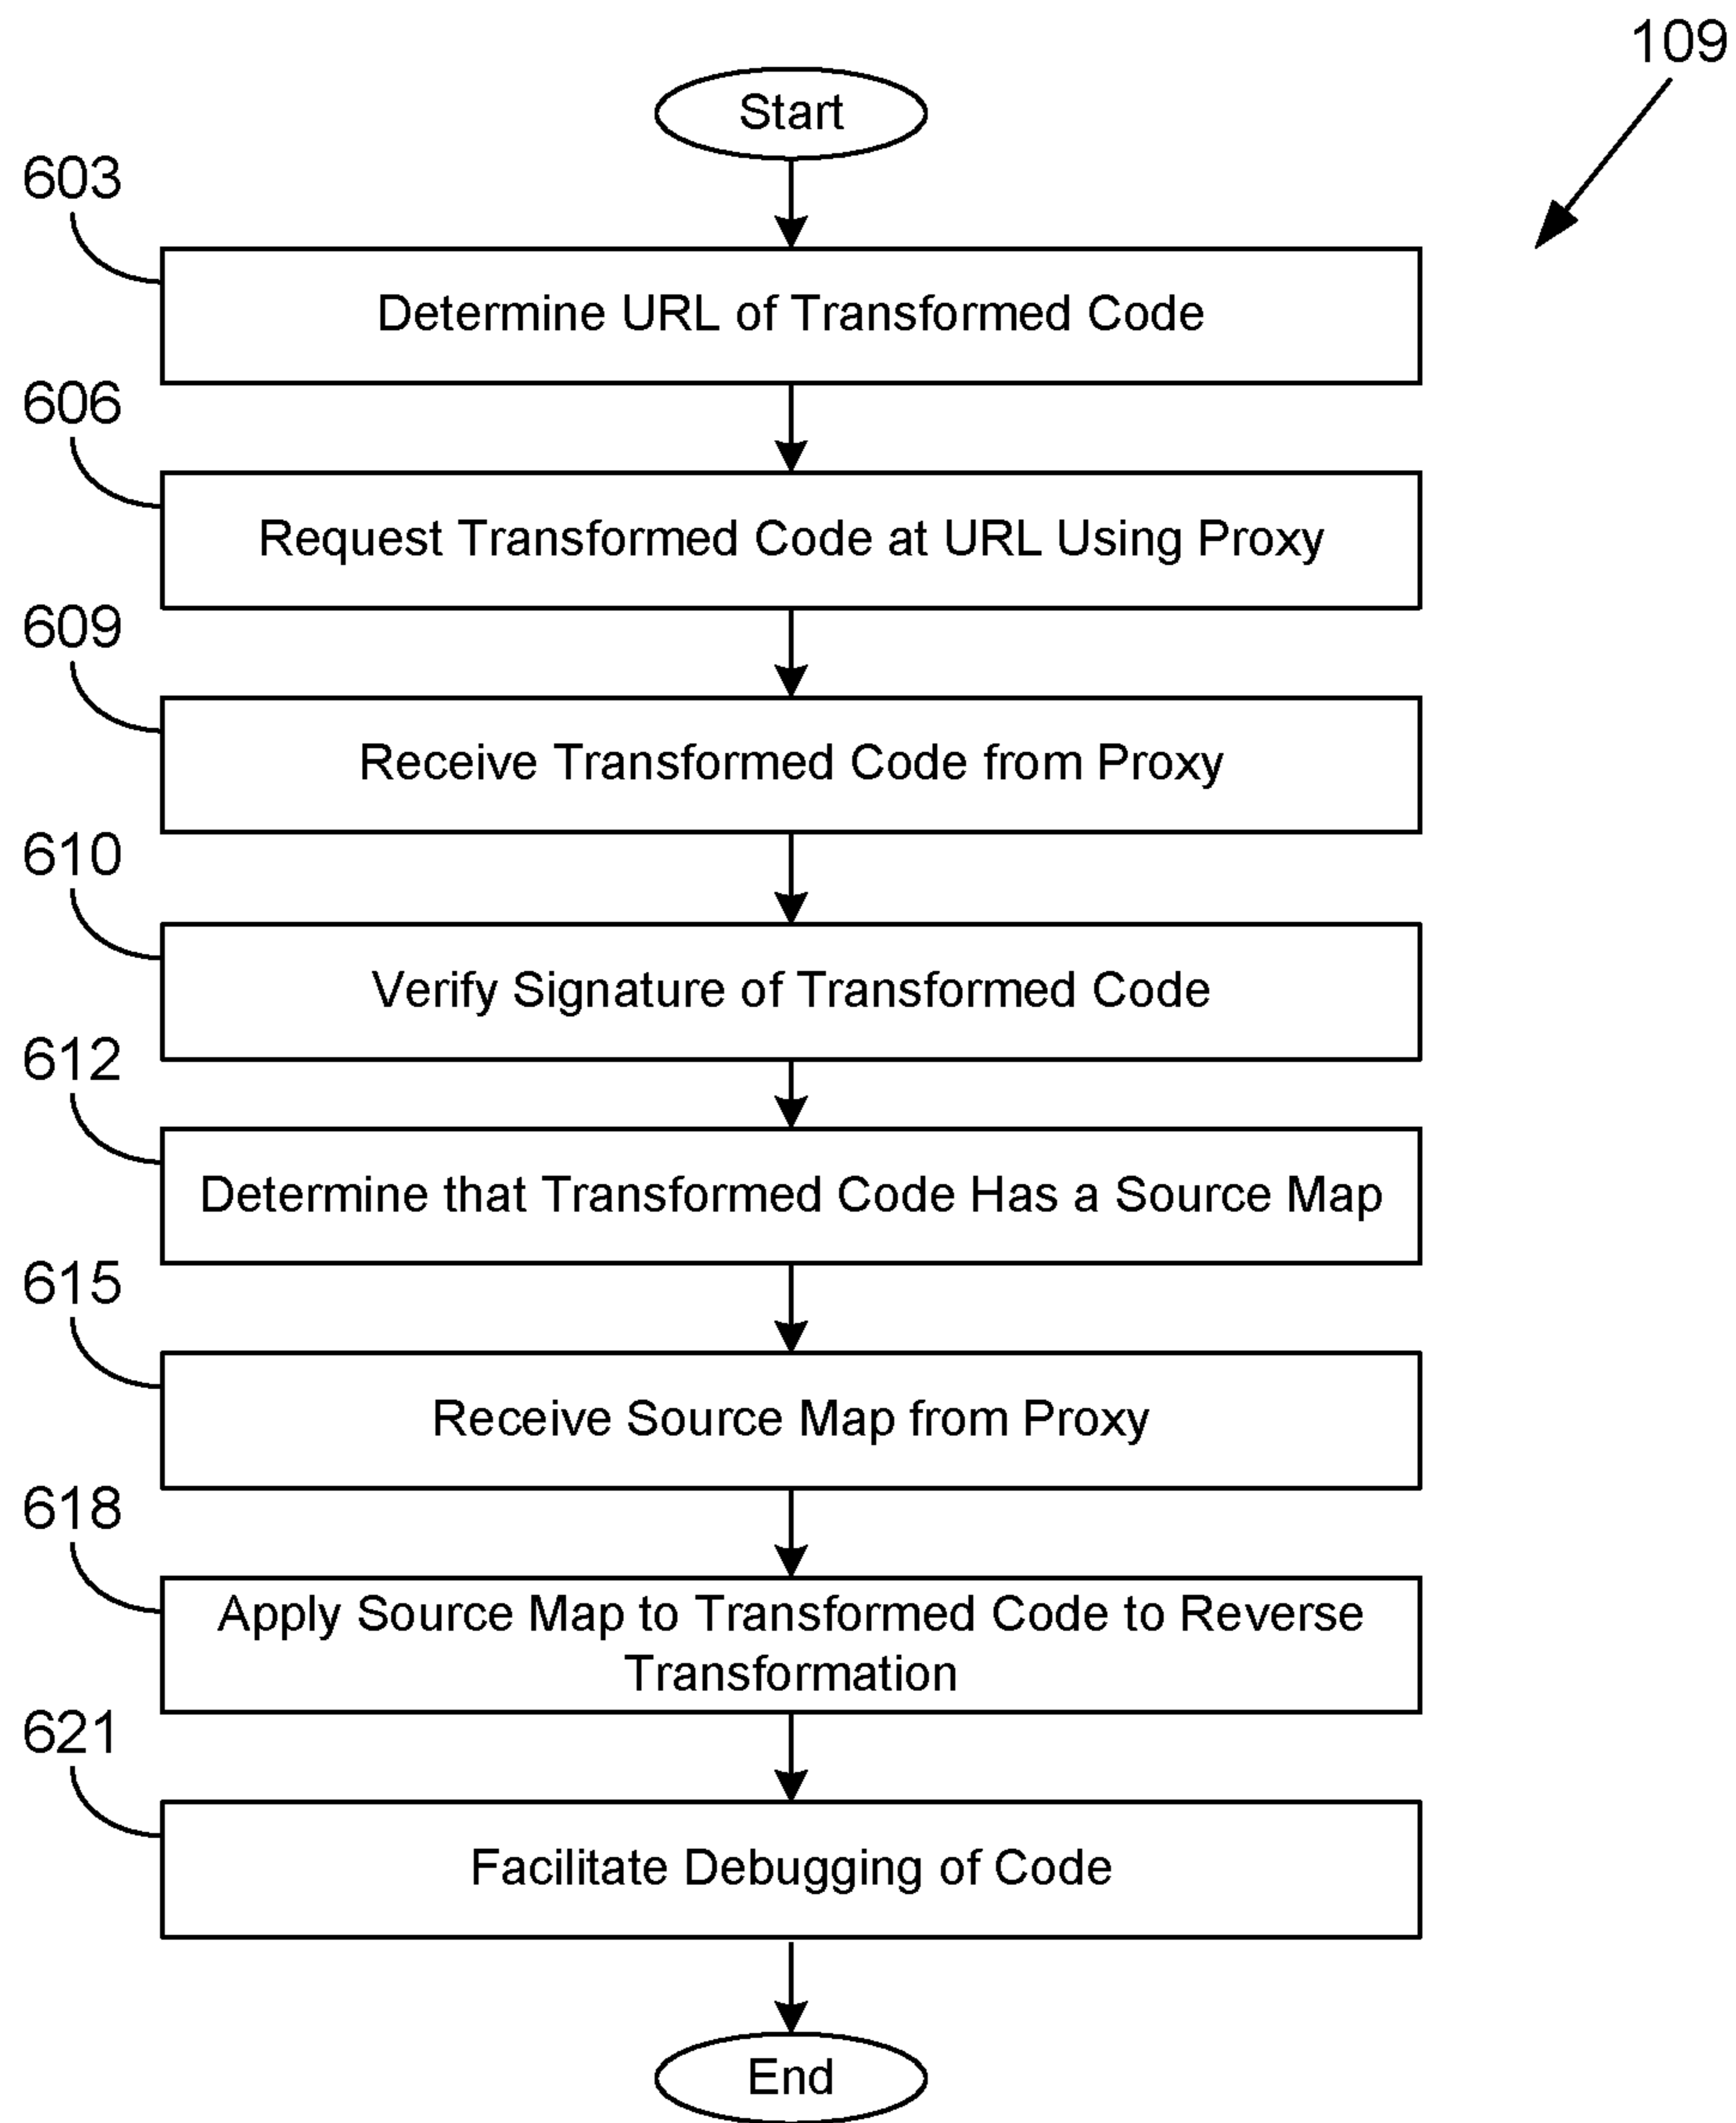 109
Start
603
Determine URL of Transformed Code
606
Request Transformed Code at URL Using Proxy
609
Receive Transformed Code from Proxy
610
Verify Signature of Transformed Code
612
Determine that Transformed Code Has a Source Map
615
Receive Source Map from Proxy
618
Apply Source Map to Transformed Code to Reverse
Transformation
621
Facilitate Debugging of Code
End